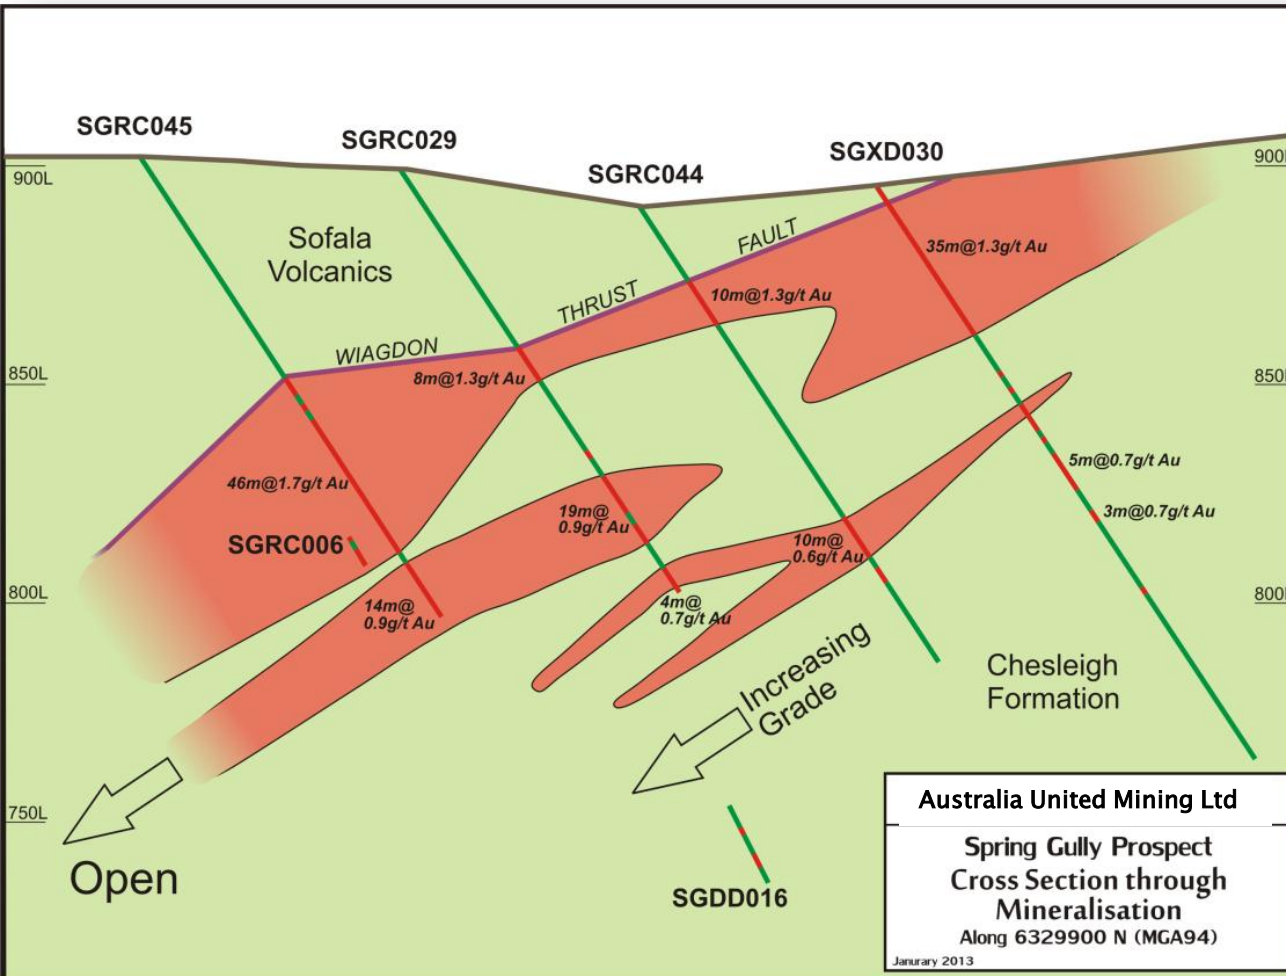 SGRC045
SGRC029
SGRC044
SGXD030
900L
900
Sofala
Volcanics
WIAGDON
THRUST
FAULT
35m@1.3g/t Au
10m@1.3g/t Au
8m@1.3g/t Au
850L
850
46m@1.7g/t Au
SGRC006
19m@
0.9g/t Au
10m@
0.6g/t Au
5m@0.7g/t Au
3m@0.7g/t Au
800L
800
14m@
0.9g/t Au
4m@
0.7g/t Au
Increasing
Grade
Chesleigh
Formation
750L
Open
SGDD016
Australia United Mining Ltd
Spring Gully Prospect
Cross Section through
Mineralisation
Along 6329900 N (MGA94)
Janurary 2013